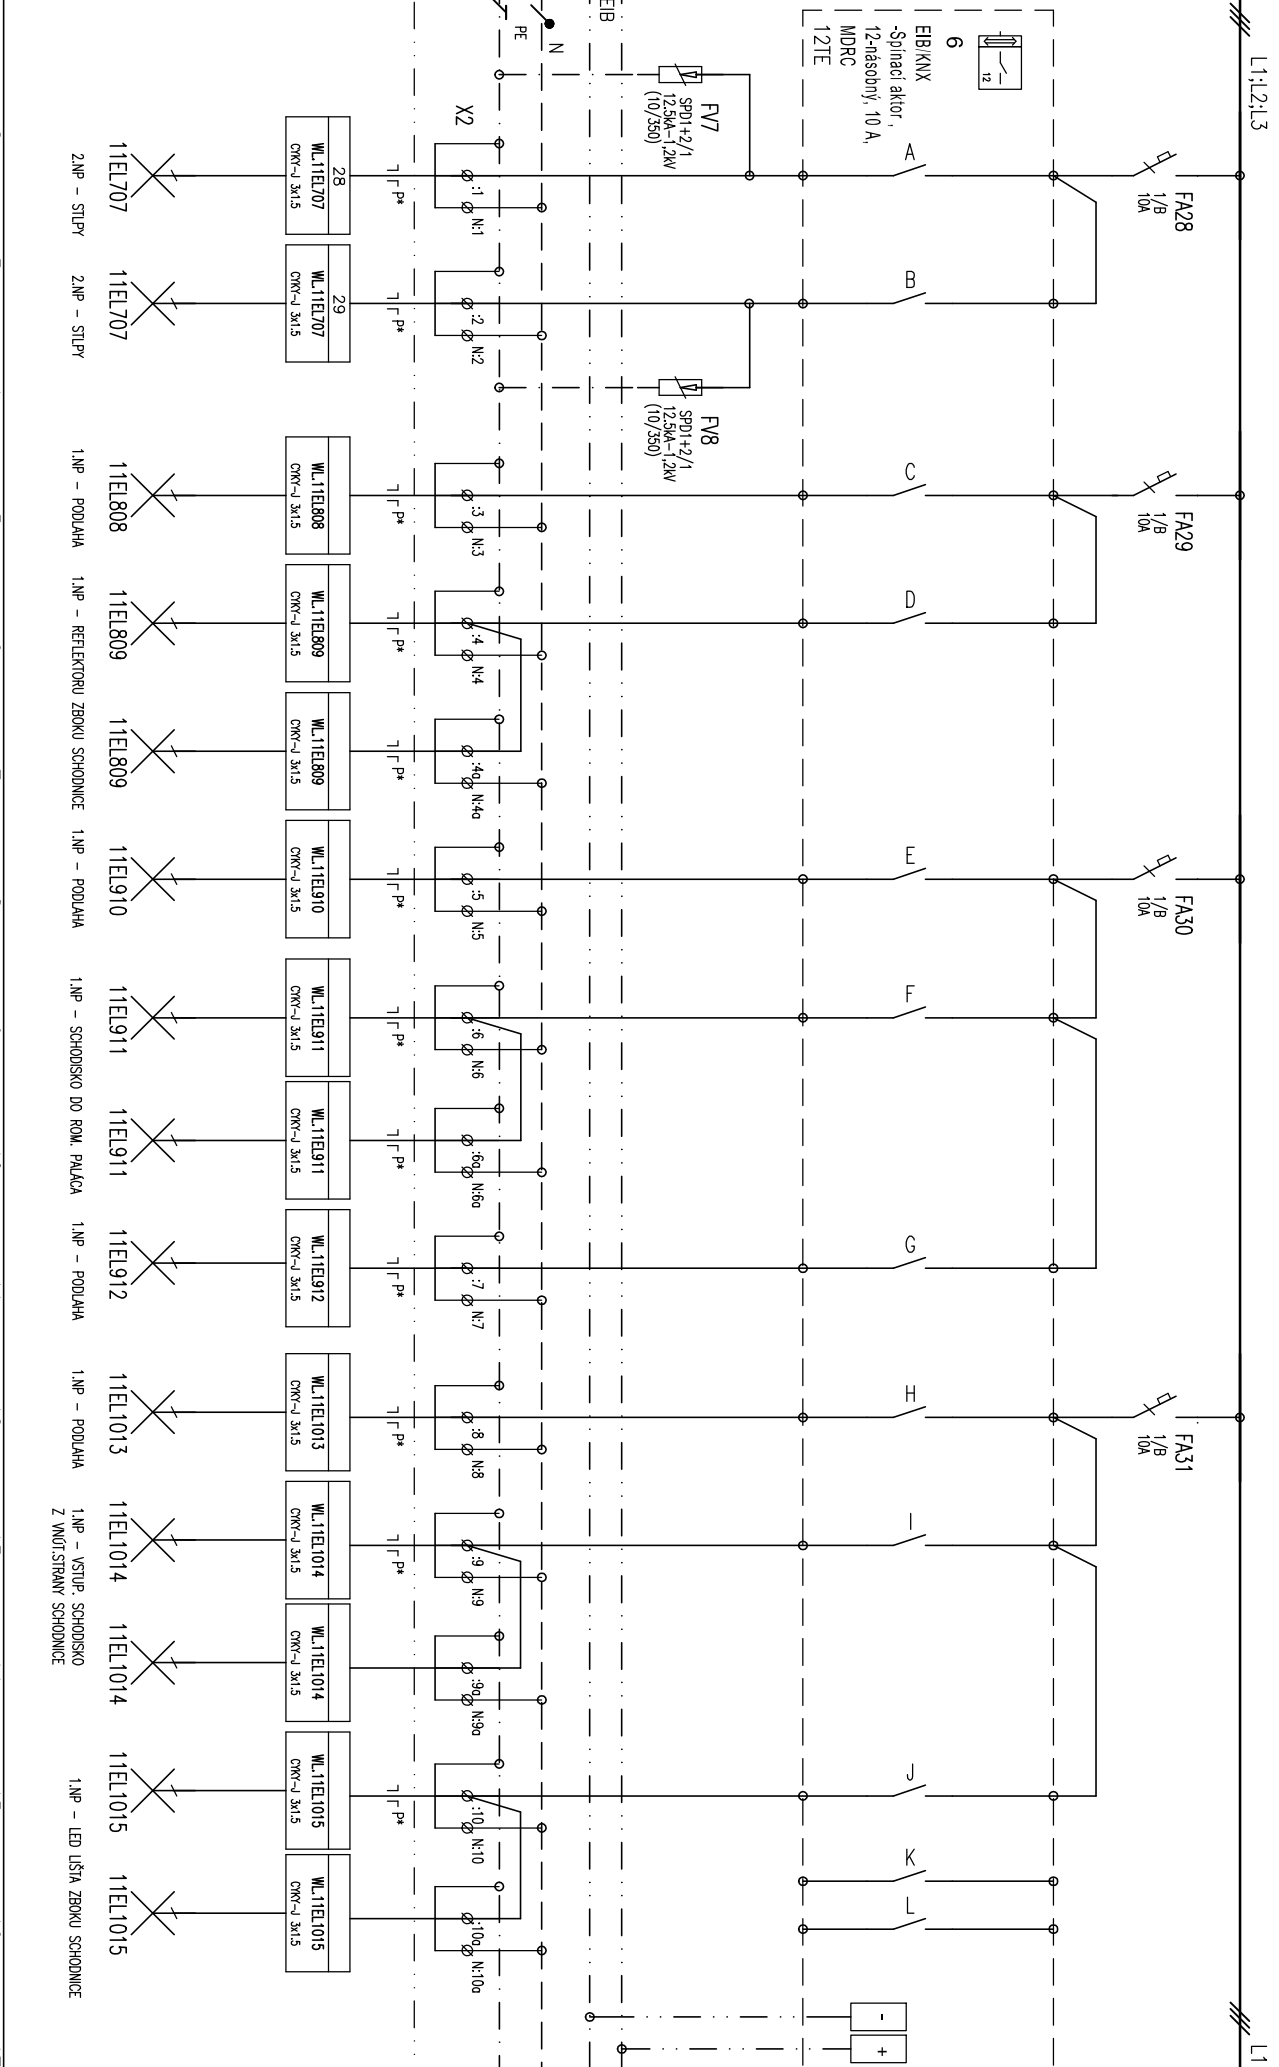 L1;L2;L3
L1
FA28
1/B
10A
FA29
1/B
10A
FA30
1/B
10A
FA31
1/B
10A
6
12
EIB/KNX
-Spínací aktor ,
12-násobný, 10 A,
MDRC
12TE
A
B
C
D
E
F
G
H
I
J
K
L
-
+
FV7
SPD1+2/1
12.5kA-1,2kV
(10/350)
FV8
SPD1+2/1
12.5kA-1,2kV
(10/350)
EIB
N
PE
X2
:1 N:1
:2 N:2
:3 N:3
:4 N:4
:4a N:4a
:5 N:5
:6 N:6
:6a N:6a
:7 N:7
:8 N:8
:9 N:9
:9a N:9a
:10 N:10
:10a N:10a
P*
P*
P*
P*
P*
P*
P*
P*
P*
P*
P*
P*
28
WL.11EL707
CYKY-J 3x1.5
29
WL.11EL707
CYKY-J 3x1.5
WL.11EL808
CYKY-J 3x1.5
WL.11EL809
CYKY-J 3x1.5
WL.11EL809
CYKY-J 3x1.5
WL.11EL910
CYKY-J 3x1.5
WL.11EL911
CYKY-J 3x1.5
WL.11EL911
CYKY-J 3x1.5
WL.11EL912
CYKY-J 3x1.5
WL.11EL1013
CYKY-J 3x1.5
WL.11EL1014
CYKY-J 3x1.5
WL.11EL1014
CYKY-J 3x1.5
WL.11EL1015
CYKY-J 3x1.5
WL.11EL1015
CYKY-J 3x1.5
11EL707
11EL707
11EL808
11EL809
11EL809
11EL910
11EL911
11EL911
11EL912
11EL1013
11EL1014
11EL1014
11EL1015
11EL1015
2.NP - STLPY
2.NP - STLPY
1.NP - PODLAHA
1.NP - REFLEKTORU ZBOKU SCHODNICE
1.NP - PODLAHA
1.NP - SCHODISKO DO ROM. PALÁCA
1.NP - PODLAHA
1.NP - PODLAHA
1.NP - VSTUP. SCHODISKO
Z VNÚT.STRANY SCHODNICE
1.NP - LED LIŠTA ZBOKU SCHODNICE